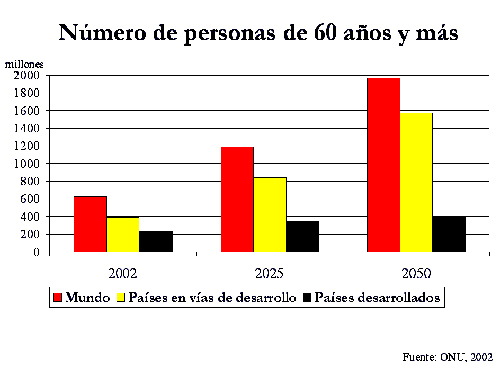 Número de personas de 60 años y más
millones
2000
1800
1600
1400
1200
1000
800
600
400
200
0
2002 2025 2050
Mundo Países en vías de desarrollo Países desarrollados
Fuente: ONU, 2002